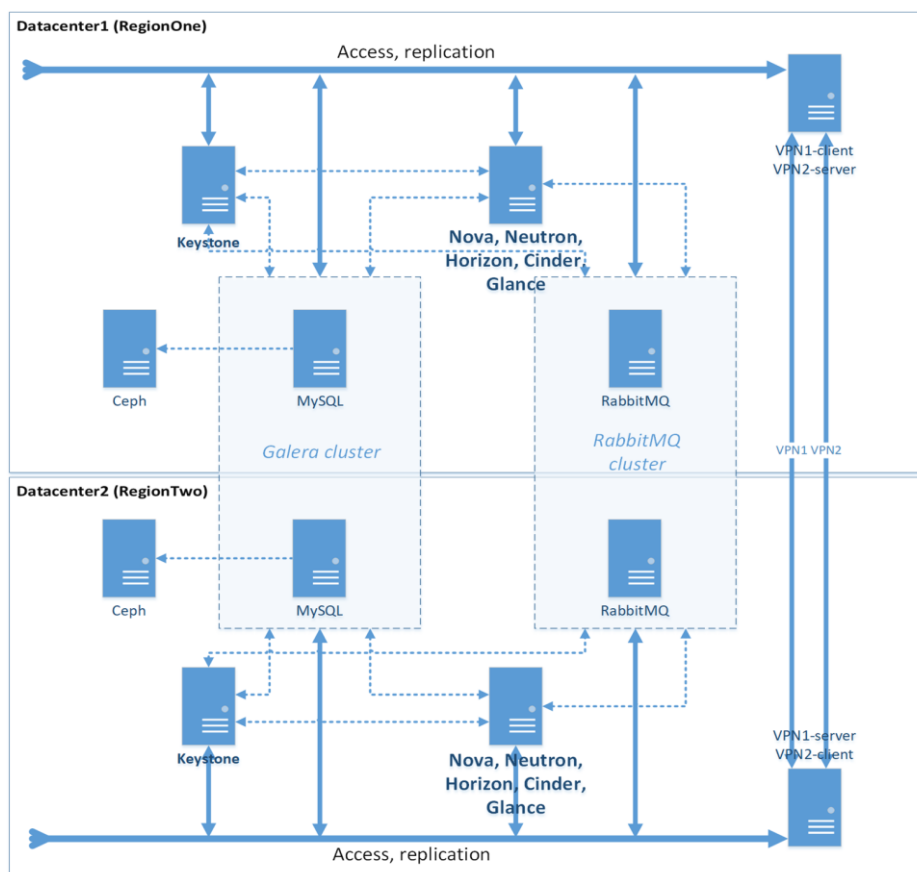 Datacenter1 (RegionOne)
Access, replication
VPN1-client
VPN2-server
Keystone
Nova, Neutron,
Horizon, Cinder,
Glance
Ceph
MySQL
RabbitMQ
Galera cluster
RabbitMQ
cluster
VPN1 VPN2
Datacenter2 (RegionTwo)
Ceph
MySQL
RabbitMQ
VPN1-server
VPN2-client
Keystone
Nova, Neutron,
Horizon, Cinder,
Glance
Access, replication